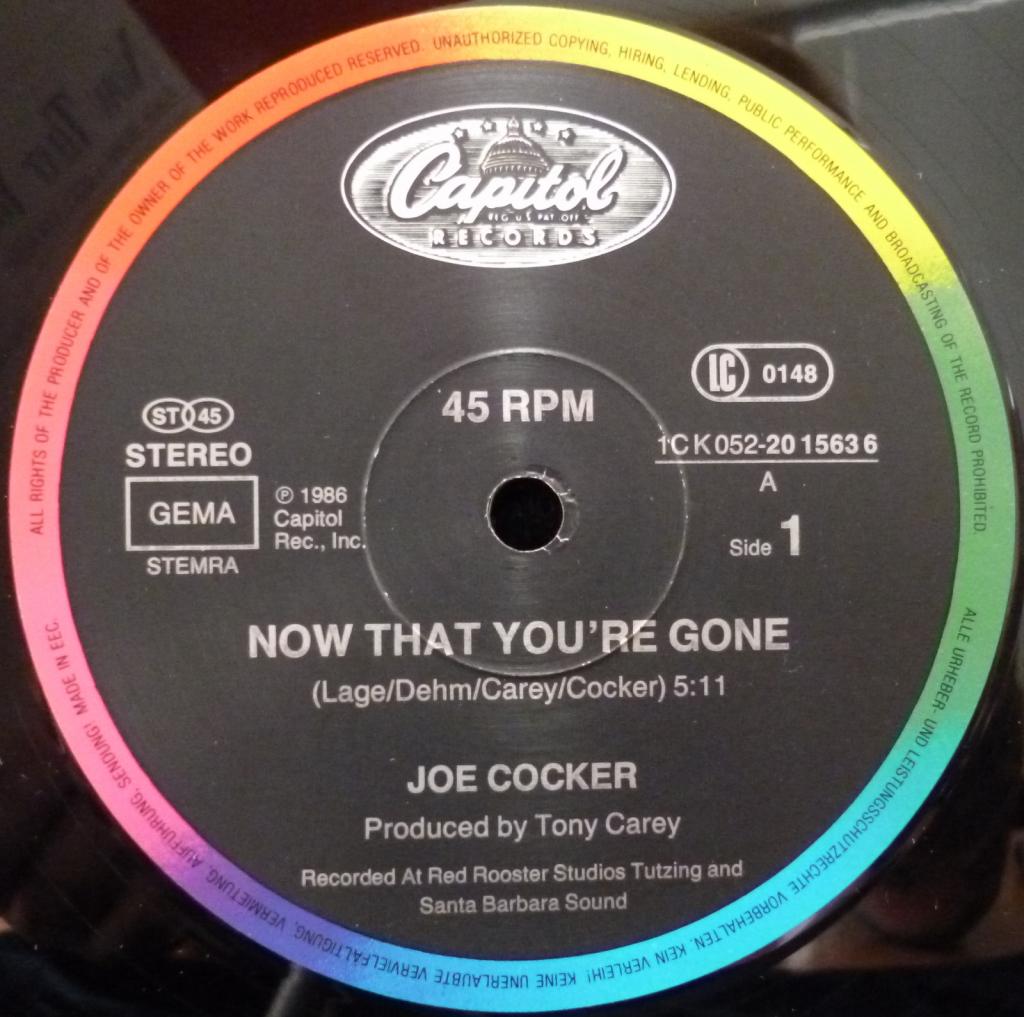 ALL RIGHTS OF THE PRODUCER AND OF THE OWNER OF THE WORK REPRODUCED RESERVED. UNAUTHORIZED COPYING, HIRING, LENDING, PUBLIC PERFORMANCE AND BROADCASTING OF THE RECORD PROHIBITED.
Capitol
REG. U.S. PAT. OFF.
RECORDS
45 RPM
LC 0148
ST 45
STEREO
GEMA
STEMRA
℗ 1986
Capitol
Rec., Inc.
1C K 052-20 1563 6
A
Side 1
NOW THAT YOU'RE GONE
(Lage/Dehm/Carey/Cocker) 5:11
JOE COCKER
Produced by Tony Carey
Recorded At Red Rooster Studios Tutzing and
Santa Barbara Sound
ALLE URHEBER- UND LEISTUNGSSCHUTZRECHTE VORBEHALTEN. KEIN VERLEIH! KEINE UNERLAUBTE VERVIELFÄLTIGUNG, VERMIETUNG, AUFFÜHRUNG, SENDUNG! MADE IN EEC.